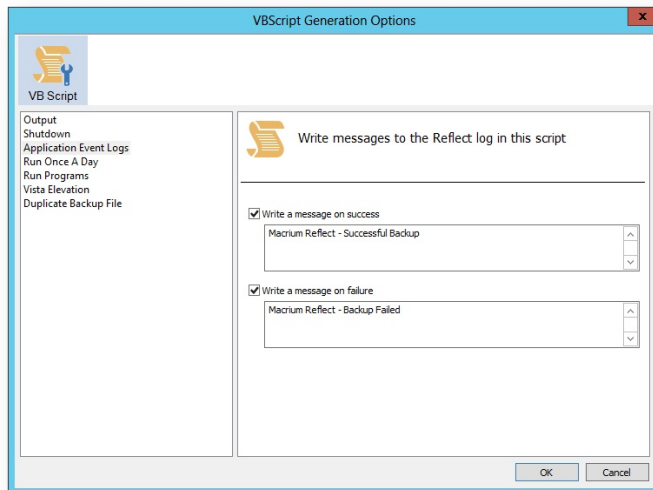 VBScript Generation Options
x
VB Script
Output
Shutdown
Application Event Logs
Run Once A Day
Run Programs
Vista Elevation
Duplicate Backup File
Write messages to the Reflect log in this script
Write a message on success
Macrium Reflect - Successful Backup
Write a message on failure
Macrium Reflect - Backup Failed
OK
Cancel